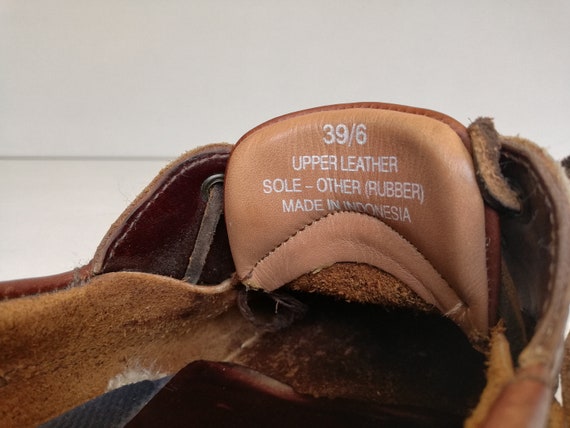 39/6
UPPER LEATHER
SOLE – OTHER (RUBBER)
MADE IN INDONESIA